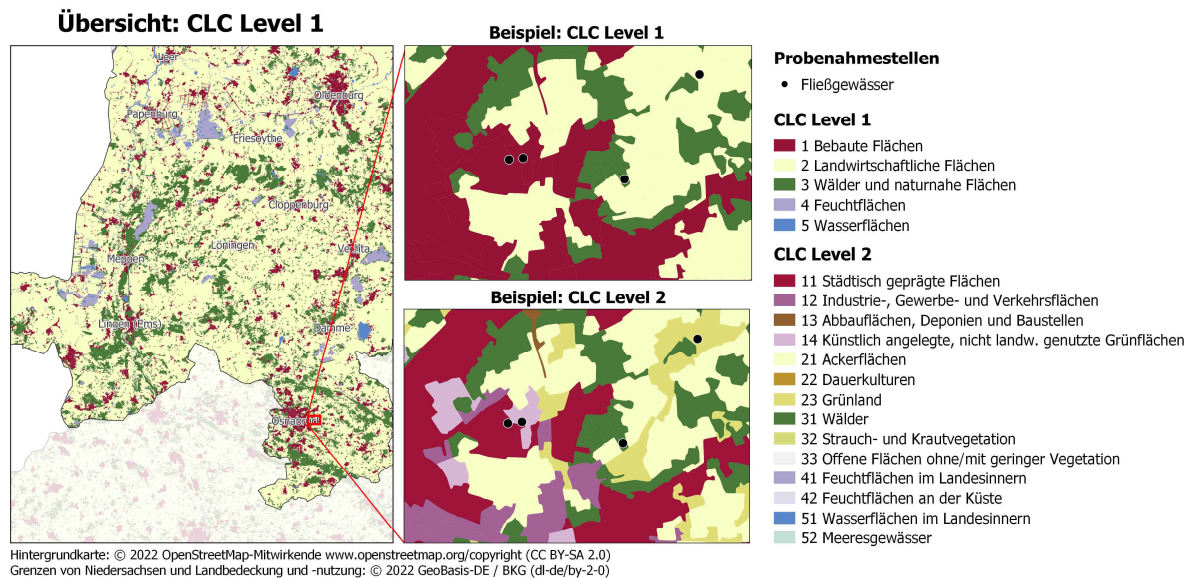 Übersicht: CLC Level 1
Leer
Oldenburg
Papenburg
Friesoythe
Cloppenburg
Löningen
Vechta
Meppen
Lingen (Ems)
Damme
Beispiel: CLC Level 1
Beispiel: CLC Level 2
Probenahmestellen
Fließgewässer
CLC Level 1
1 Bebaute Flächen
2 Landwirtschaftliche Flächen
3 Wälder und naturnahe Flächen
4 Feuchtflächen
5 Wasserflächen
CLC Level 2
11 Städtisch geprägte Flächen
12 Industrie-, Gewerbe- und Verkehrsflächen
13 Abbauflächen, Deponien und Baustellen
14 Künstlich angelegte, nicht landw. genutzte Grünflächen
21 Ackerflächen
22 Dauerkulturen
23 Grünland
31 Wälder
32 Strauch- und Krautvegetation
33 Offene Flächen ohne/mit geringer Vegetation
41 Feuchtflächen im Landesinnern
42 Feuchtflächen an der Küste
51 Wasserflächen im Landesinnern
52 Meeresgewässer
Hintergrundkarte: © 2022 OpenStreetMap-Mitwirkende www.openstreetmap.org/copyright (CC BY-SA 2.0)
Grenzen von Niedersachsen und Landbedeckung und -nutzung: © 2022 GeoBasis-DE / BKG (dl-de/by-2-0)